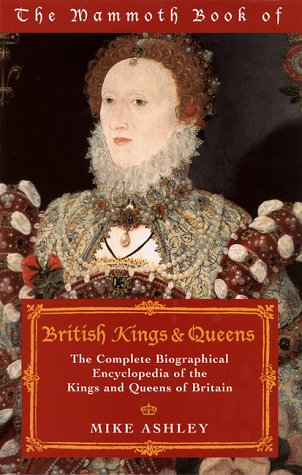 The Mammoth Book of
British Kings & Queens
The Complete Biographical
Encyclopedia of the
Kings and Queens of Britain
MIKE ASHLEY